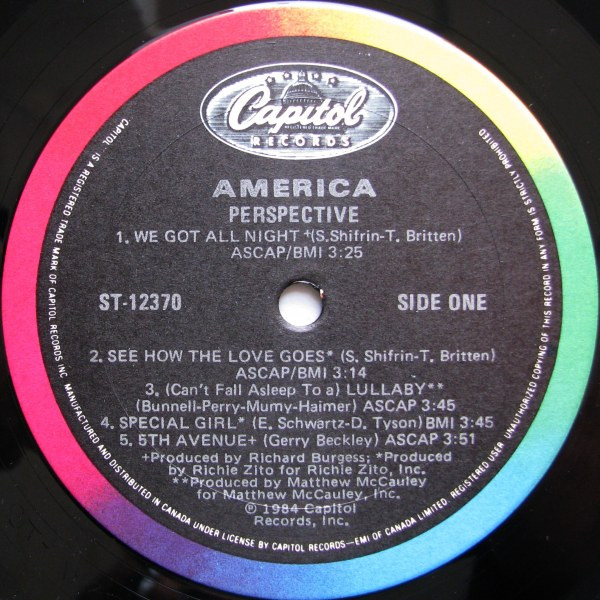 Capitol
REGISTERED TRADE MARK
RECORDS
AMERICA
PERSPECTIVE
1. WE GOT ALL NIGHT +(S.Shifrin-T. Britten)
ASCAP/BMI 3:25
ST-12370 SIDE ONE
2. SEE HOW THE LOVE GOES* (S. Shifrin-T. Britten)
ASCAP/BMI 3:14
3. (Can't Fall Asleep To a) LULLABY**
(Bunnell-Perry-Mumy-Haimer) ASCAP 3:45
4. SPECIAL GIRL* (E. Schwartz-D. Tyson) BMI 3:45
5. 5TH AVENUE+ (Gerry Beckley) ASCAP 3:51
+Produced by Richard Burgess; *Produced
by Richie Zito for Richie Zito, Inc.
**Produced by Matthew McCauley
for Matthew McCauley, Inc.
℗ 1984 Capitol
Records, Inc.
CAPITOL IS A REGISTERED TRADE MARK OF CAPITOL RECORDS INC. MANUFACTURED AND DISTRIBUTED IN CANADA UNDER LICENSE BY CAPITOL RECORDS—EMI OF CANADA LIMITED. REGISTERED USER. UNAUTHORIZED COPYING OF THIS RECORD IN ANY FORM IS STRICTLY PROHIBITED